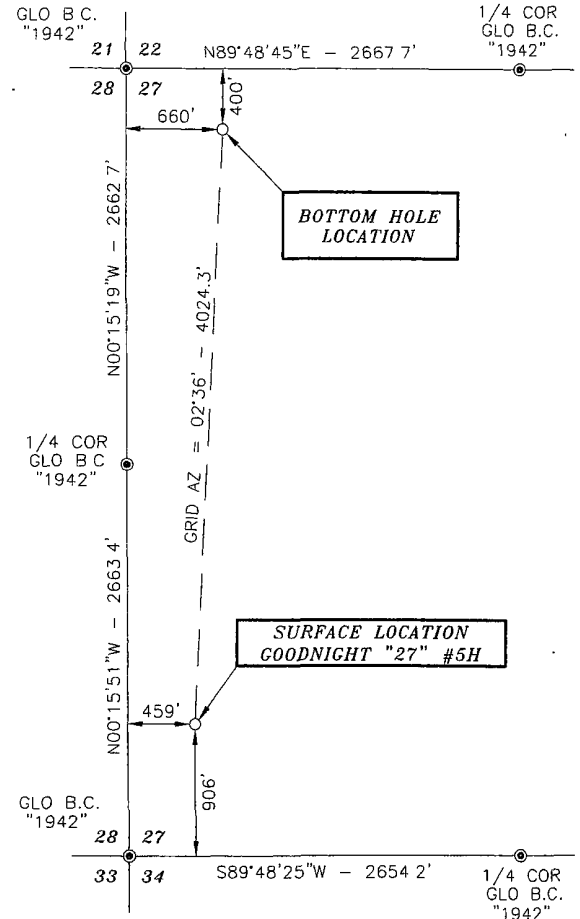 GLO B C.
"1942"
1/4 COR
GLO B.C.
"1942"
21 22
N89°48'45"E – 2667 7'
28 27
400'
660'
BOTTOM HOLE
LOCATION
N00°15'19"W – 2662 7'
GRID AZ = 02°36' – 4024.3'
1/4 COR
GLO B C
"1942"
N00°15'51"W – 2663 4'
SURFACE LOCATION
GOODNIGHT "27" #5H
459'
906'
GLO B.C.
"1942"
28 27
33 34
S89°48'25"W – 2654 2'
1/4 COR
GLO B.C.
"1942"